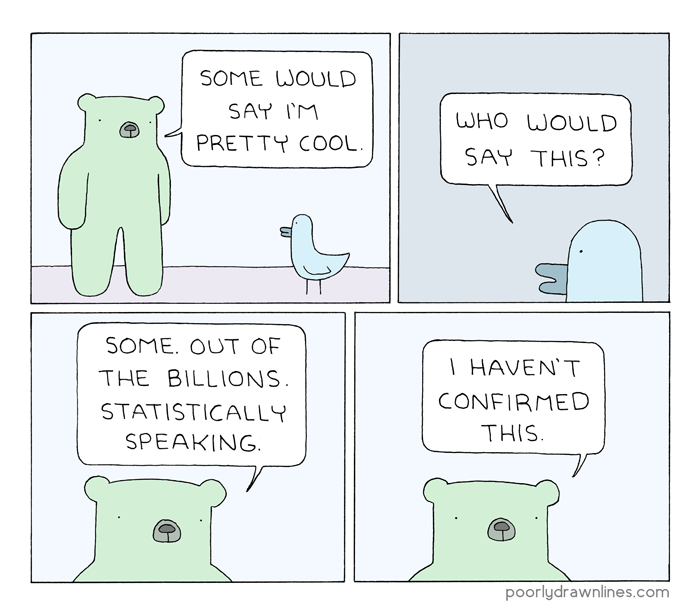 SOME WOULD
SAY I'M
PRETTY COOL.
WHO WOULD
SAY THIS?
SOME. OUT OF
THE BILLIONS.
STATISTICALLY
SPEAKING.
I HAVEN'T
CONFIRMED
THIS.
poorlydrawnlines.com